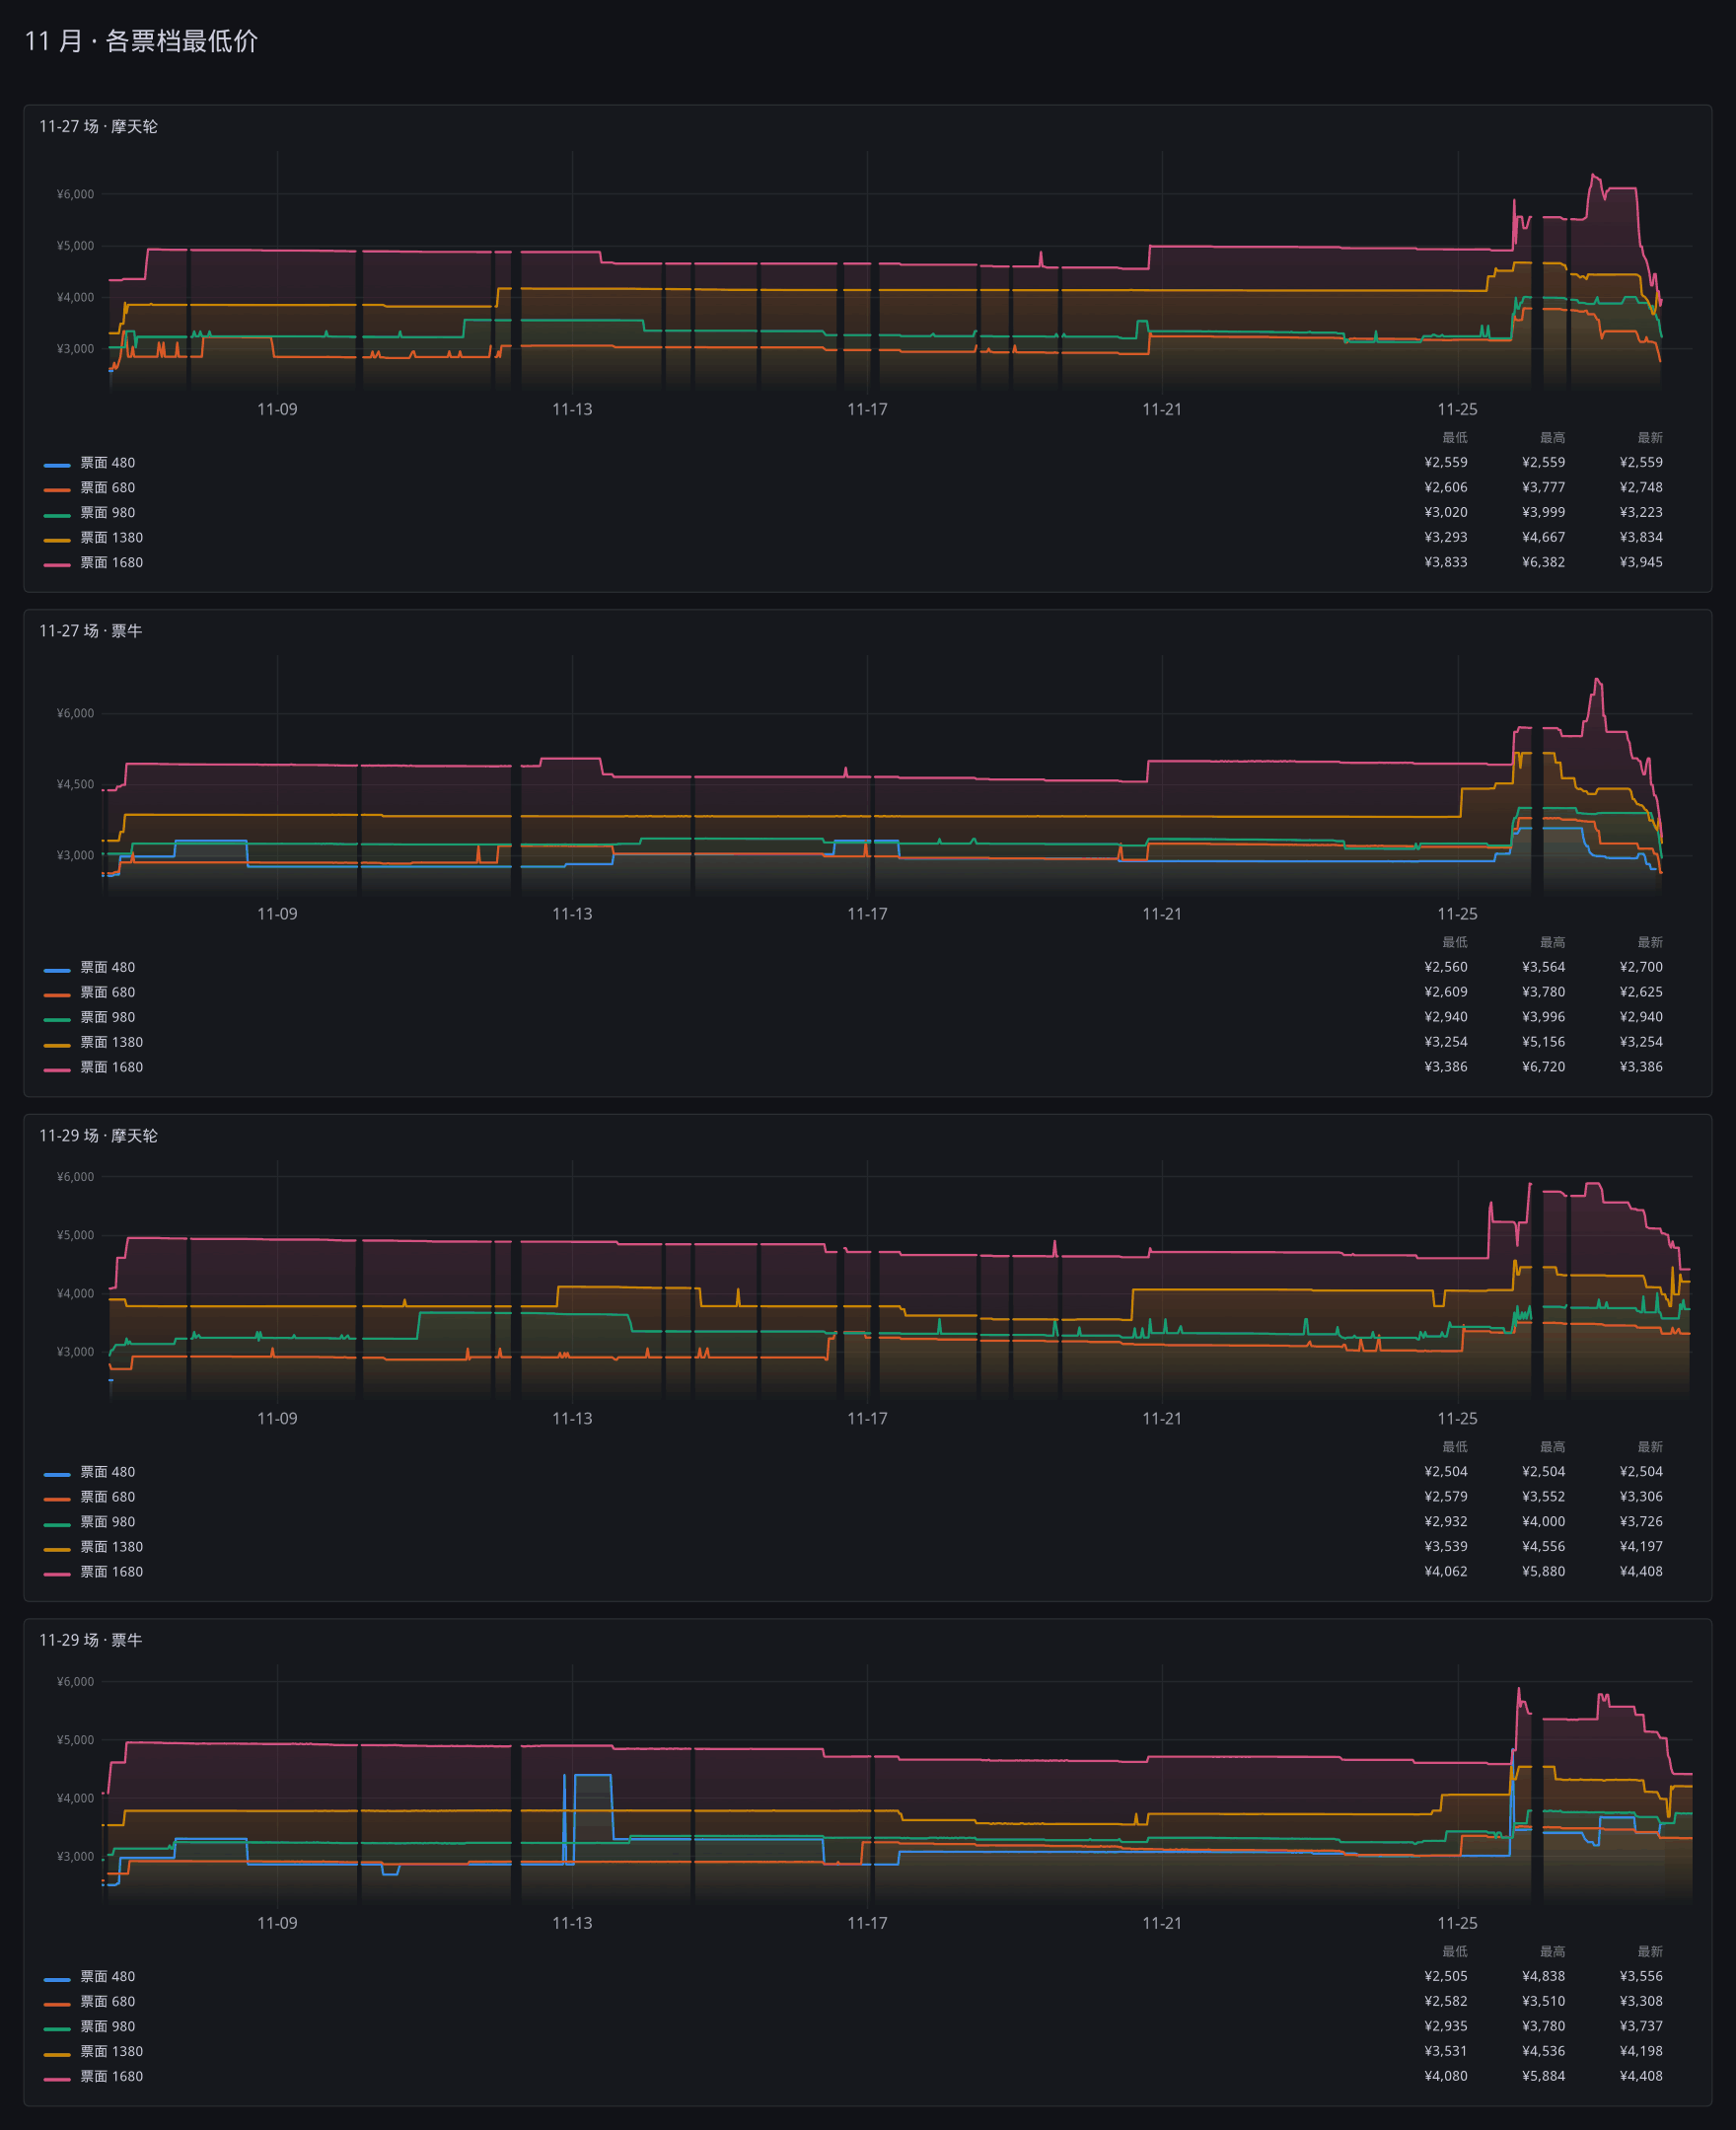 11 月 · 各票档最低价
11-27 场 · 摩天轮
¥6,000
¥5,000
¥4,000
¥3,000
11-09 11-13 11-17 11-21 11-25
最低 最高 最新
票面 480 ¥2,559 ¥2,559 ¥2,559
票面 680 ¥2,606 ¥3,777 ¥2,748
票面 980 ¥3,020 ¥3,999 ¥3,223
票面 1380 ¥3,293 ¥4,667 ¥3,834
票面 1680 ¥3,833 ¥6,382 ¥3,945
11-27 场 · 票牛
¥6,000
¥4,500
¥3,000
11-09 11-13 11-17 11-21 11-25
最低 最高 最新
票面 480 ¥2,560 ¥3,564 ¥2,700
票面 680 ¥2,609 ¥3,780 ¥2,625
票面 980 ¥2,940 ¥3,996 ¥2,940
票面 1380 ¥3,254 ¥5,156 ¥3,254
票面 1680 ¥3,386 ¥6,720 ¥3,386
11-29 场 · 摩天轮
¥6,000
¥5,000
¥4,000
¥3,000
11-09 11-13 11-17 11-21 11-25
最低 最高 最新
票面 480 ¥2,504 ¥2,504 ¥2,504
票面 680 ¥2,579 ¥3,552 ¥3,306
票面 980 ¥2,932 ¥4,000 ¥3,726
票面 1380 ¥3,539 ¥4,556 ¥4,197
票面 1680 ¥4,062 ¥5,880 ¥4,408
11-29 场 · 票牛
¥6,000
¥5,000
¥4,000
¥3,000
11-09 11-13 11-17 11-21 11-25
最低 最高 最新
票面 480 ¥2,505 ¥4,838 ¥3,556
票面 680 ¥2,582 ¥3,510 ¥3,308
票面 980 ¥2,935 ¥3,780 ¥3,737
票面 1380 ¥3,531 ¥4,536 ¥4,198
票面 1680 ¥4,080 ¥5,884 ¥4,408